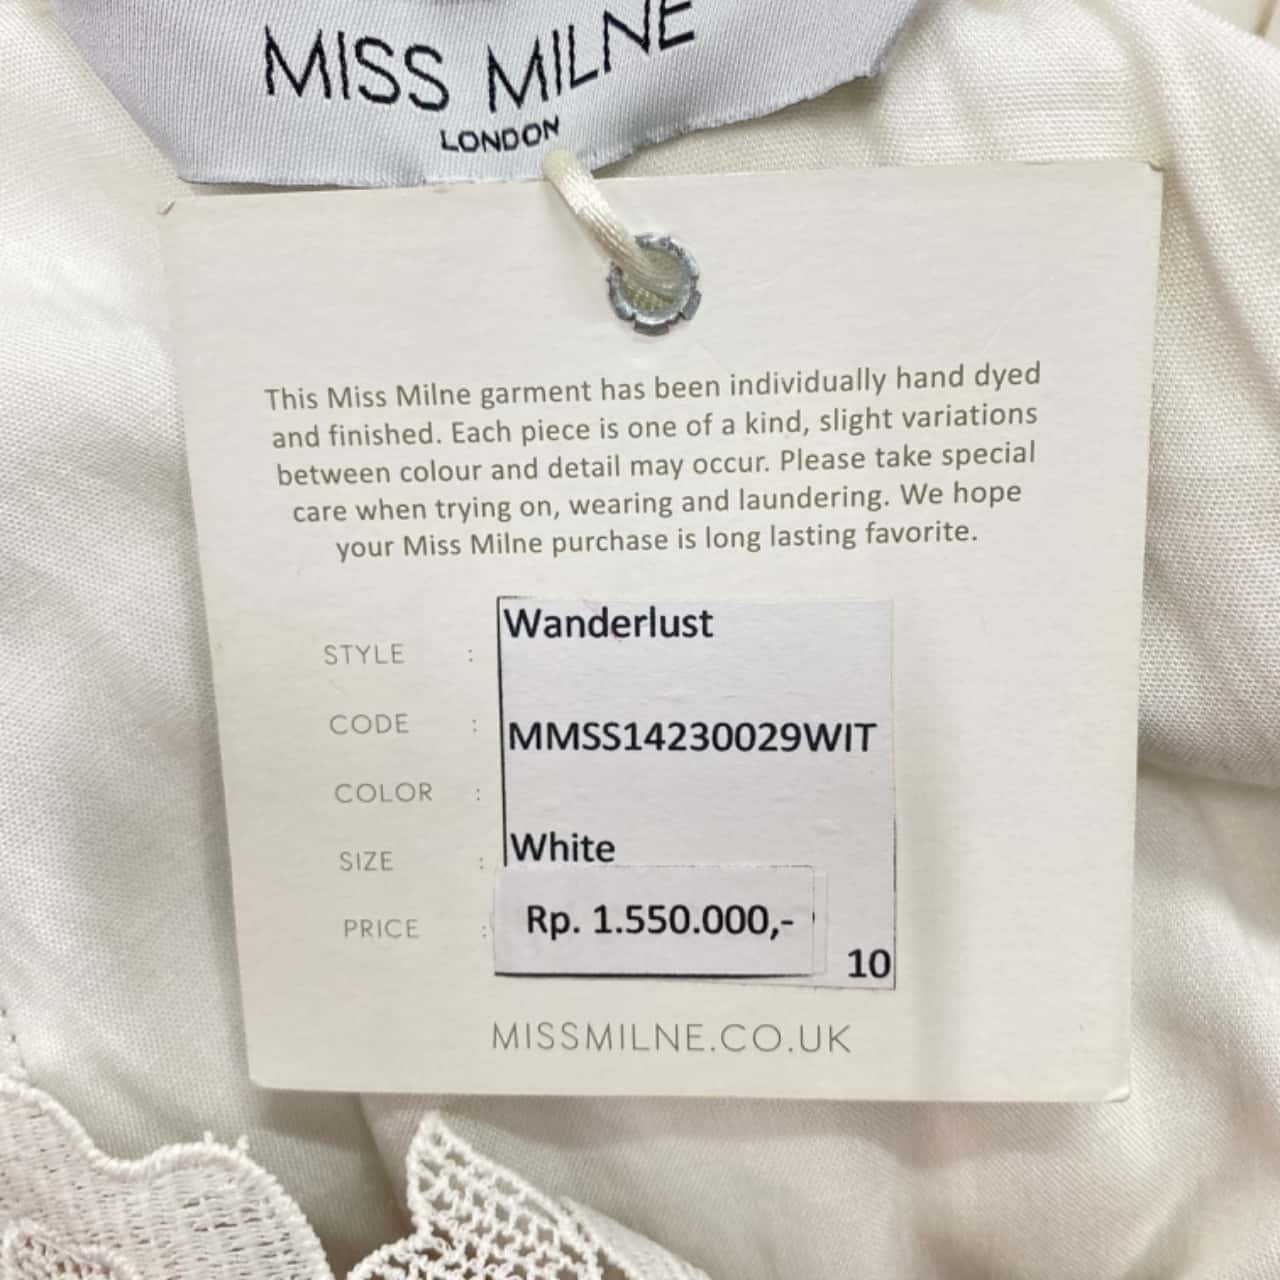 MISS MILNE
LONDON
This Miss Milne garment has been individually hand dyed
and finished. Each piece is one of a kind, slight variations
between colour and detail may occur. Please take special
care when trying on, wearing and laundering. We hope
your Miss Milne purchase is long lasting favorite.
STYLE : Wanderlust
CODE : MMSS14230029WIT
COLOR :
SIZE : White
PRICE : Rp. 1.550.000,-
10
MISSMILNE.CO.UK